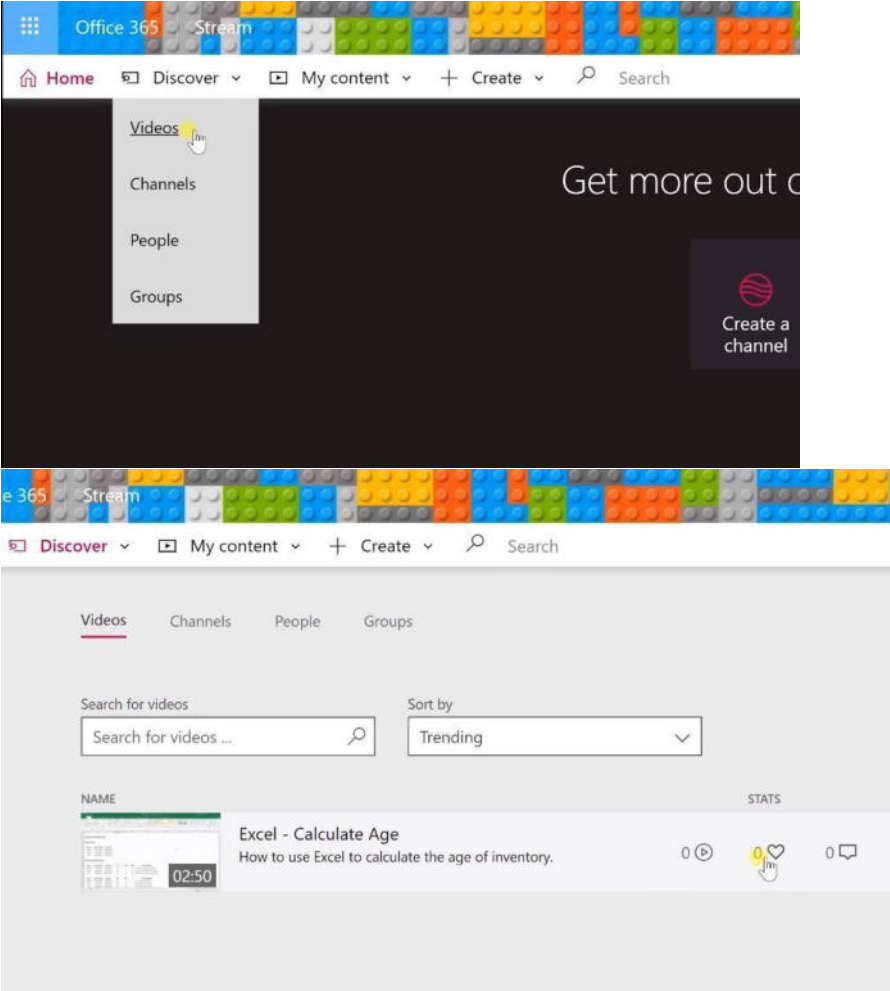 Office 365 Stream
Home Discover My content Create Search
Videos
Channels
People
Groups
Get more out
Create a
channel
e 365 Stream
Discover My content Create Search
Videos Channels People Groups
Search for videos Sort by
Search for videos ... Trending
NAME STATS
Excel - Calculate Age
How to use Excel to calculate the age of inventory. 0 0 0
02:50